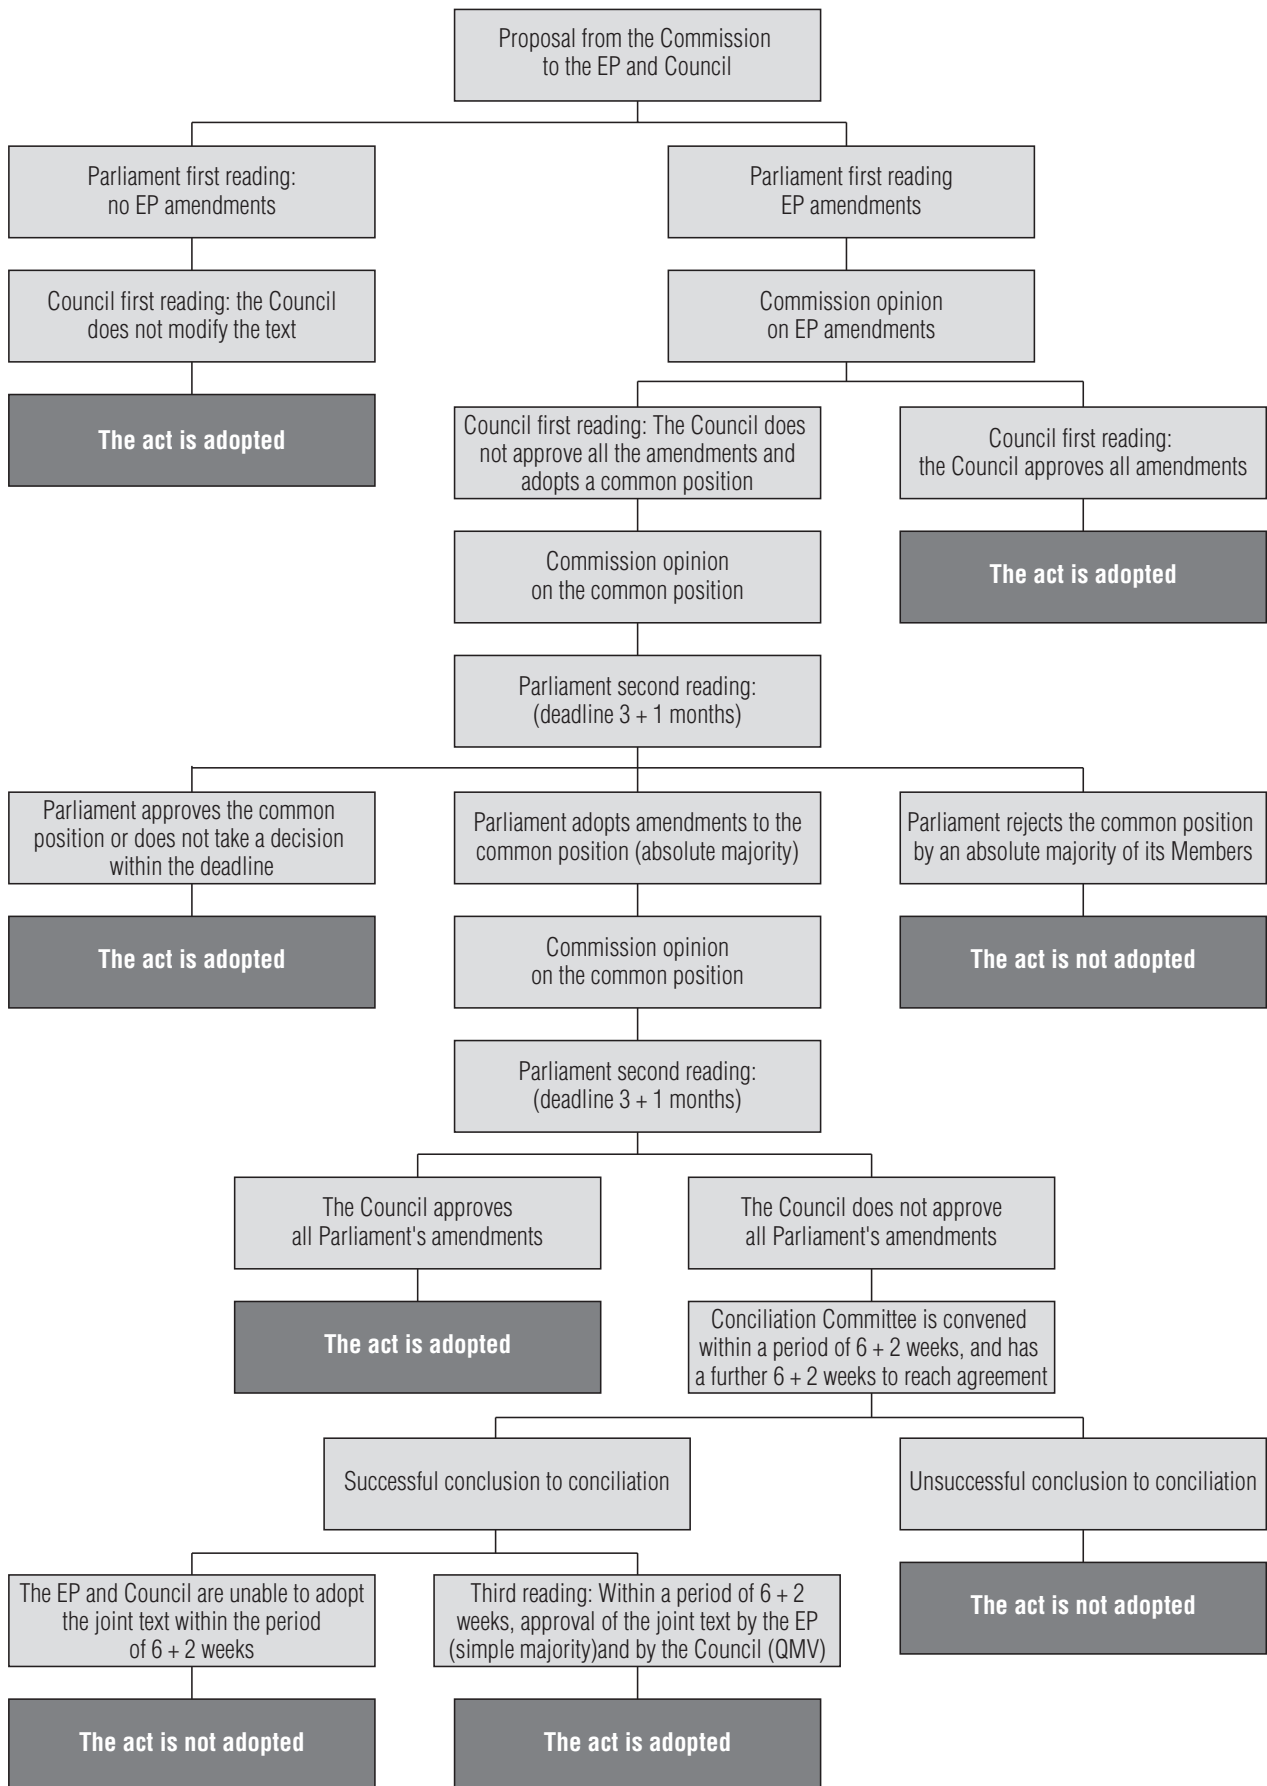 Proposal from the Commission
to the EP and Council
Parliament first reading:
no EP amendments
Parliament first reading
EP amendments
Council first reading: the Council
does not modify the text
Commission opinion
on EP amendments
The act is adopted
Council first reading: The Council does
not approve all the amendments and
adopts a common position
Council first reading:
the Council approves all amendments
Commission opinion
on the common position
The act is adopted
Parliament second reading:
(deadline 3 + 1 months)
Parliament approves the common
position or does not take a decision
within the deadline
Parliament adopts amendments to the
common position (absolute majority)
Parliament rejects the common position
by an absolute majority of its Members
The act is adopted
Commission opinion
on the common position
The act is not adopted
Parliament second reading:
(deadline 3 + 1 months)
The Council approves
all Parliament's amendments
The Council does not approve
all Parliament's amendments
The act is adopted
Conciliation Committee is convened
within a period of 6 + 2 weeks, and has
a further 6 + 2 weeks to reach agreement
Successful conclusion to conciliation
Unsuccessful conclusion to conciliation
The EP and Council are unable to adopt
the joint text within the period
of 6 + 2 weeks
Third reading: Within a period of 6 + 2
weeks, approval of the joint text by the EP
(simple majority)and by the Council (QMV)
The act is not adopted
The act is not adopted
The act is adopted